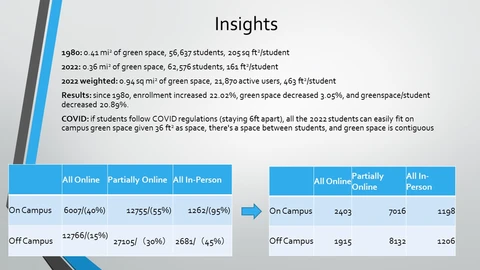 Insights
1980: 0.41 mi² of green space, 56,637 students, 205 sq ft²/student
2022: 0.36 mi² of green space, 62,576 students, 161 ft²/student
2022 weighted: 0.94 sq mi² of green space, 21,870 active users, 463 ft²/student
Results: since 1980, enrollment increased 22.02%, green space decreased 3.05%, and greenspace/student
decreased 20.89%.
COVID: if students follow COVID regulations (staying 6ft apart), all the 2022 students can easily fit on
campus green space given 36 ft² as space, there's a space between students, and green space is contiguous
All Online Partially Online All In-Person
On Campus 6007/(40%) 12755/(55%) 1262/(95%)
Off Campus 12766/(15%) 27105/（30%） 2681/（45%）
All Online Partially Online All In-Person
On Campus 2403 7016 1198
Off Campus 1915 8132 1206